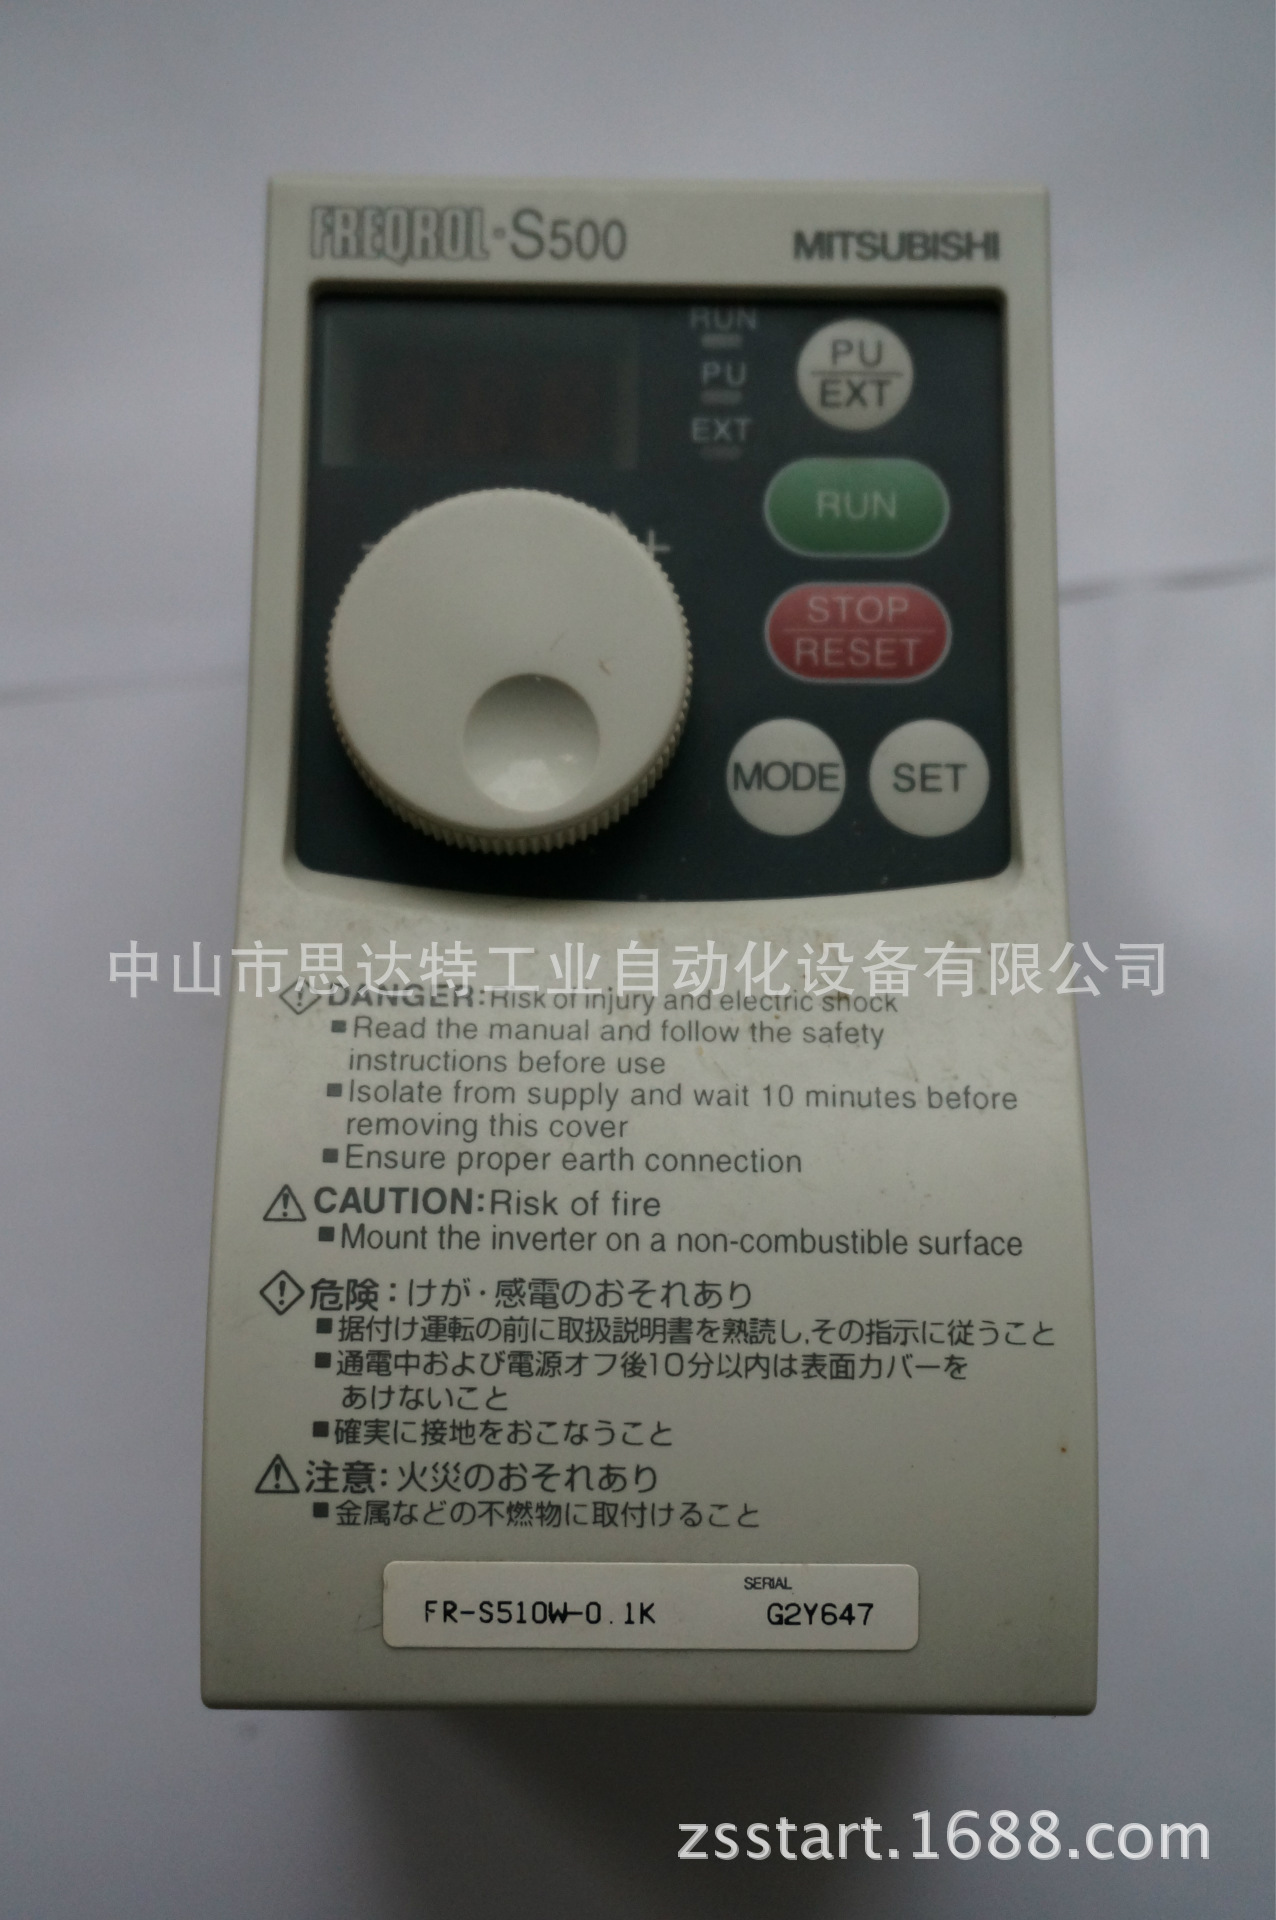 FREQROL-S500 MITSUBISHI
RUN
PU
EXT
PU
EXT
RUN
STOP
RESET
MODE SET
中山市思达特工业自动化设备有限公司
DANGER:Risk of injury and electric shock
■Read the manual and follow the safety
instructions before use
■Isolate from supply and wait 10 minutes before
removing this cover
■Ensure proper earth connection
CAUTION:Risk of fire
■Mount the inverter on a non-combustible surface
危険:けが・感電のおそれあり
■据付け運転の前に取扱説明書を熟読し,その指示に従うこと
■通電中および電源オフ後10分以内は表面カバーを
あけないこと
■確実に接地をおこなうこと
注意:火災のおそれあり
■金属などの不燃物に取付けること
SERIAL
FR-S510W-0.1K G2Y647
zsstart.1688.com